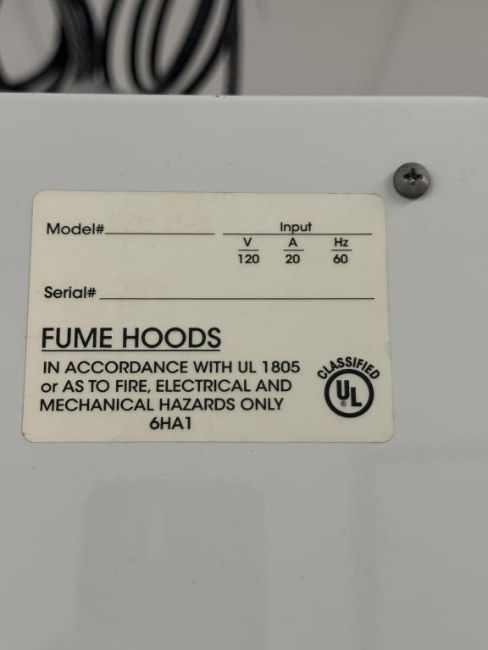 Model#
Input
V A Hz
120 20 60
Serial#
FUME HOODS
IN ACCORDANCE WITH UL 1805
or AS TO FIRE, ELECTRICAL AND
MECHANICAL HAZARDS ONLY
6HA1
CLASSIFIED
UL
®